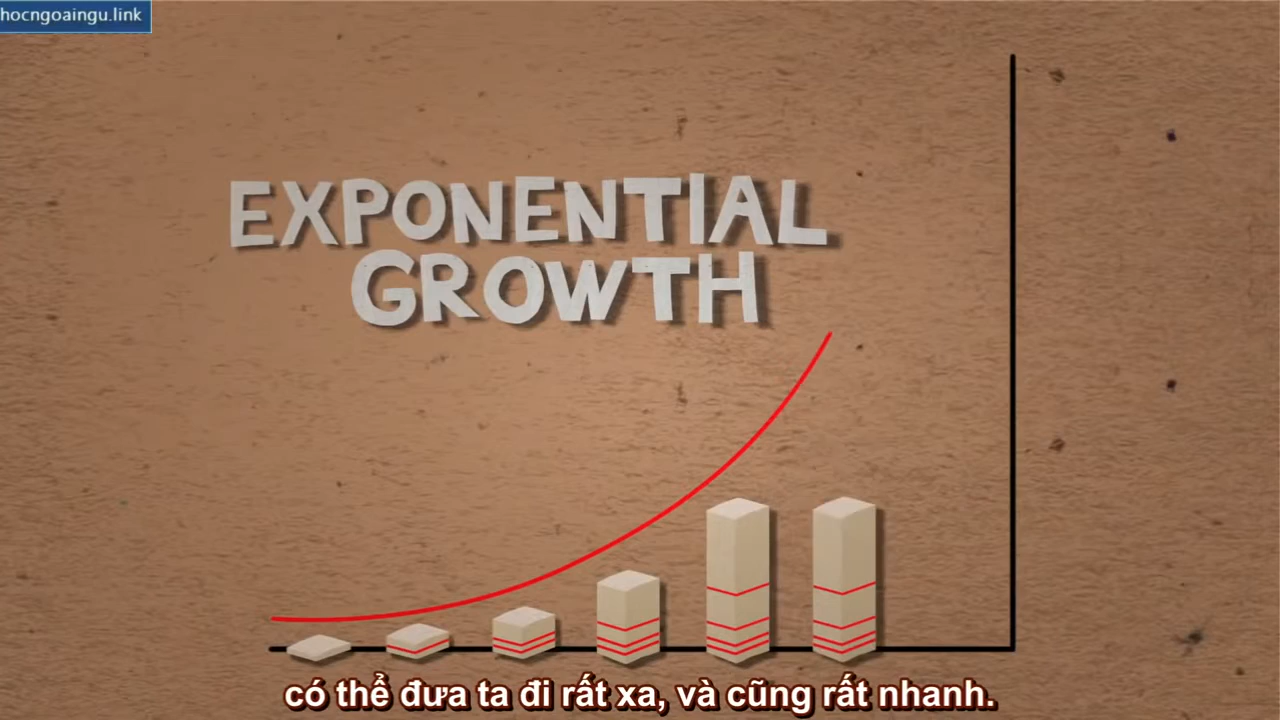 hocngoaingu.link
EXPONENTIAL
GROWTH
có thể đưa ta đi rất xa, và cũng rất nhanh.